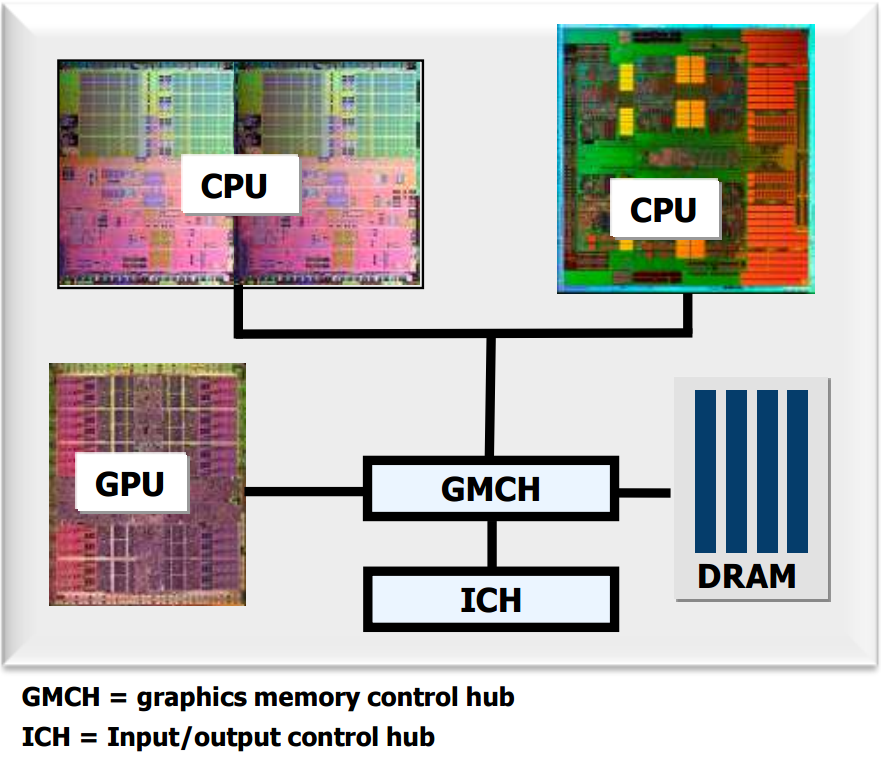 CPU
CPU
GPU
GMCH
DRAM
ICH
GMCH = graphics memory control hub
ICH = Input/output control hub